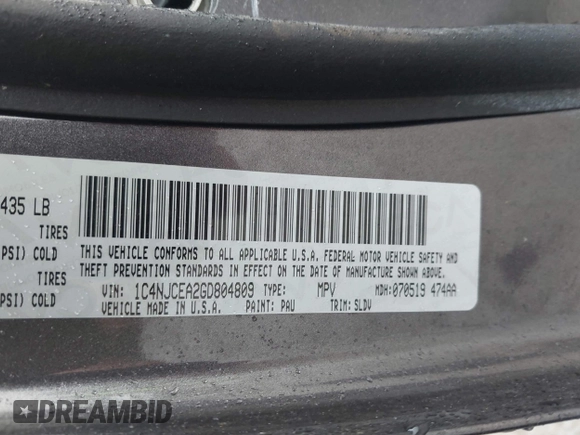 435 LB
TIRES
PSI) COLD
TIRES
PSI) COLD
THIS VEHICLE CONFORMS TO ALL APPLICABLE U.S.A. FEDERAL MOTOR VEHICLE SAFETY AND
THEFT PREVENTION STANDARDS IN EFFECT ON THE DATE OF MANUFACTURE SHOWN ABOVE.
VIN: 1C4NJCEA2GD804809 TYPE: MPV MDH:070519 474AA
VEHICLE MADE IN U.S.A. PAINT: PAU TRIM: SLDV
DREAMBID